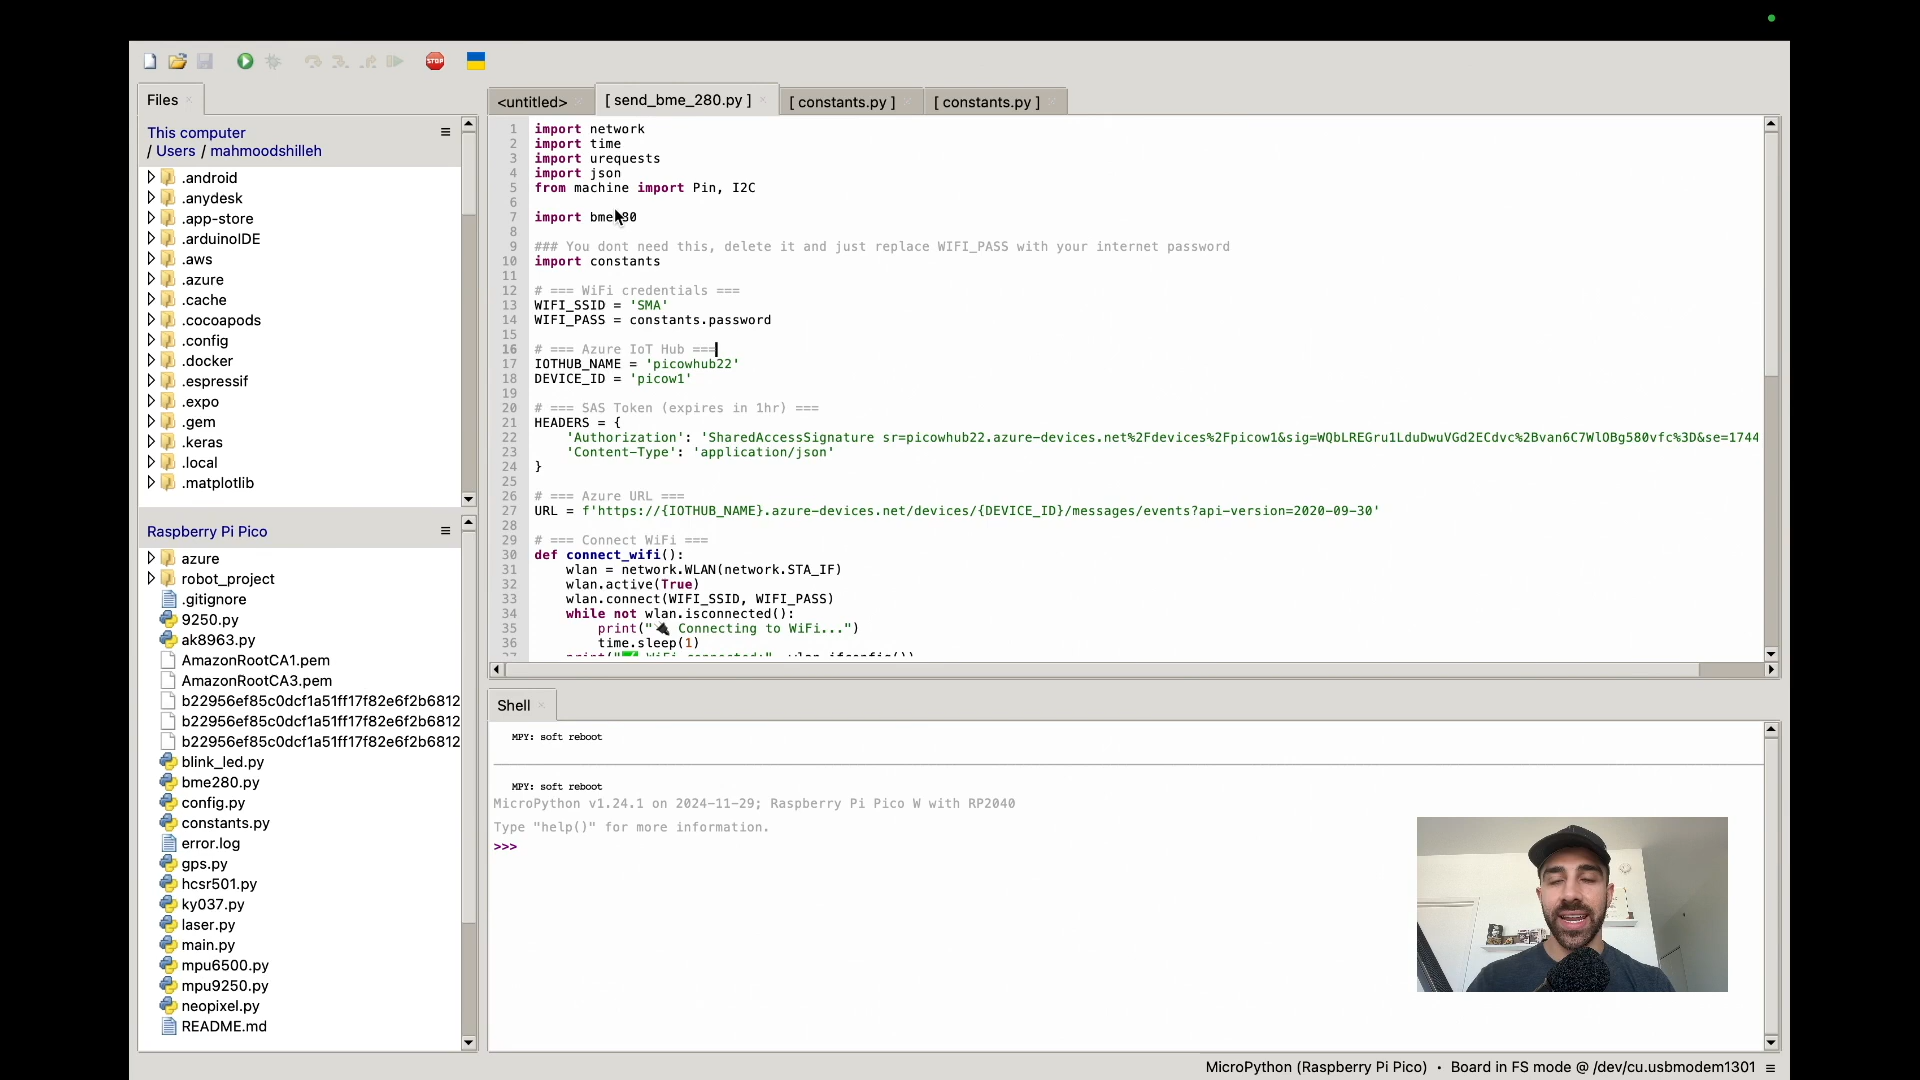 STOP
Files
<untitled>
[ send_bme_280.py ]
[ constants.py ]
[ constants.py ]
This computer
/ Users / mahmoodshilleh
.android
.anydesk
.app-store
.arduinoIDE
.aws
.azure
.cache
.cocoapods
.config
.docker
.espressif
.expo
.gem
.keras
.local
.matplotlib
Raspberry Pi Pico
azure
robot_project
.gitignore
9250.py
ak8963.py
AmazonRootCA1.pem
AmazonRootCA3.pem
b22956ef85c0dcf1a51ff17f82e6f2b6812
b22956ef85c0dcf1a51ff17f82e6f2b6812
b22956ef85c0dcf1a51ff17f82e6f2b6812
blink_led.py
bme280.py
config.py
constants.py
error.log
gps.py
hcsr501.py
ky037.py
laser.py
main.py
mpu6500.py
mpu9250.py
neopixel.py
README.md
1 import network
2 import time
3 import urequests
4 import json
5 from machine import Pin, I2C
6
7 import bme280
8
9 ### You dont need this, delete it and just replace WIFI_PASS with your internet password
10 import constants
11
12 # === WiFi credentials ===
13 WIFI_SSID = 'SMA'
14 WIFI_PASS = constants.password
15
16 # === Azure IoT Hub ===
17 IOTHUB_NAME = 'picowhub22'
18 DEVICE_ID = 'picow1'
19
20 # === SAS Token (expires in 1hr) ===
21 HEADERS = {
22 'Authorization': 'SharedAccessSignature sr=picowhub22.azure-devices.net%2Fdevices%2Fpicow1&sig=WQbLREGru1LduDwuVGd2ECdvc%2Bvan6C7WlOBg580vfc%3D&se=1744
23 'Content-Type': 'application/json'
24 }
25
26 # === Azure URL ===
27 URL = f'https://{IOTHUB_NAME}.azure-devices.net/devices/{DEVICE_ID}/messages/events?api-version=2020-09-30'
28
29 # === Connect WiFi ===
30 def connect_wifi():
31 wlan = network.WLAN(network.STA_IF)
32 wlan.active(True)
33 wlan.connect(WIFI_SSID, WIFI_PASS)
34 while not wlan.isconnected():
35 print("🔌 Connecting to WiFi...")
36 time.sleep(1)
37 print("✅ WiFi connected:", wlan.ifconfig())
Shell
MPY: soft reboot
MPY: soft reboot
MicroPython v1.24.1 on 2024-11-29; Raspberry Pi Pico W with RP2040
Type "help()" for more information.
>>>
MicroPython (Raspberry Pi Pico) • Board in FS mode @ /dev/cu.usbmodem1301